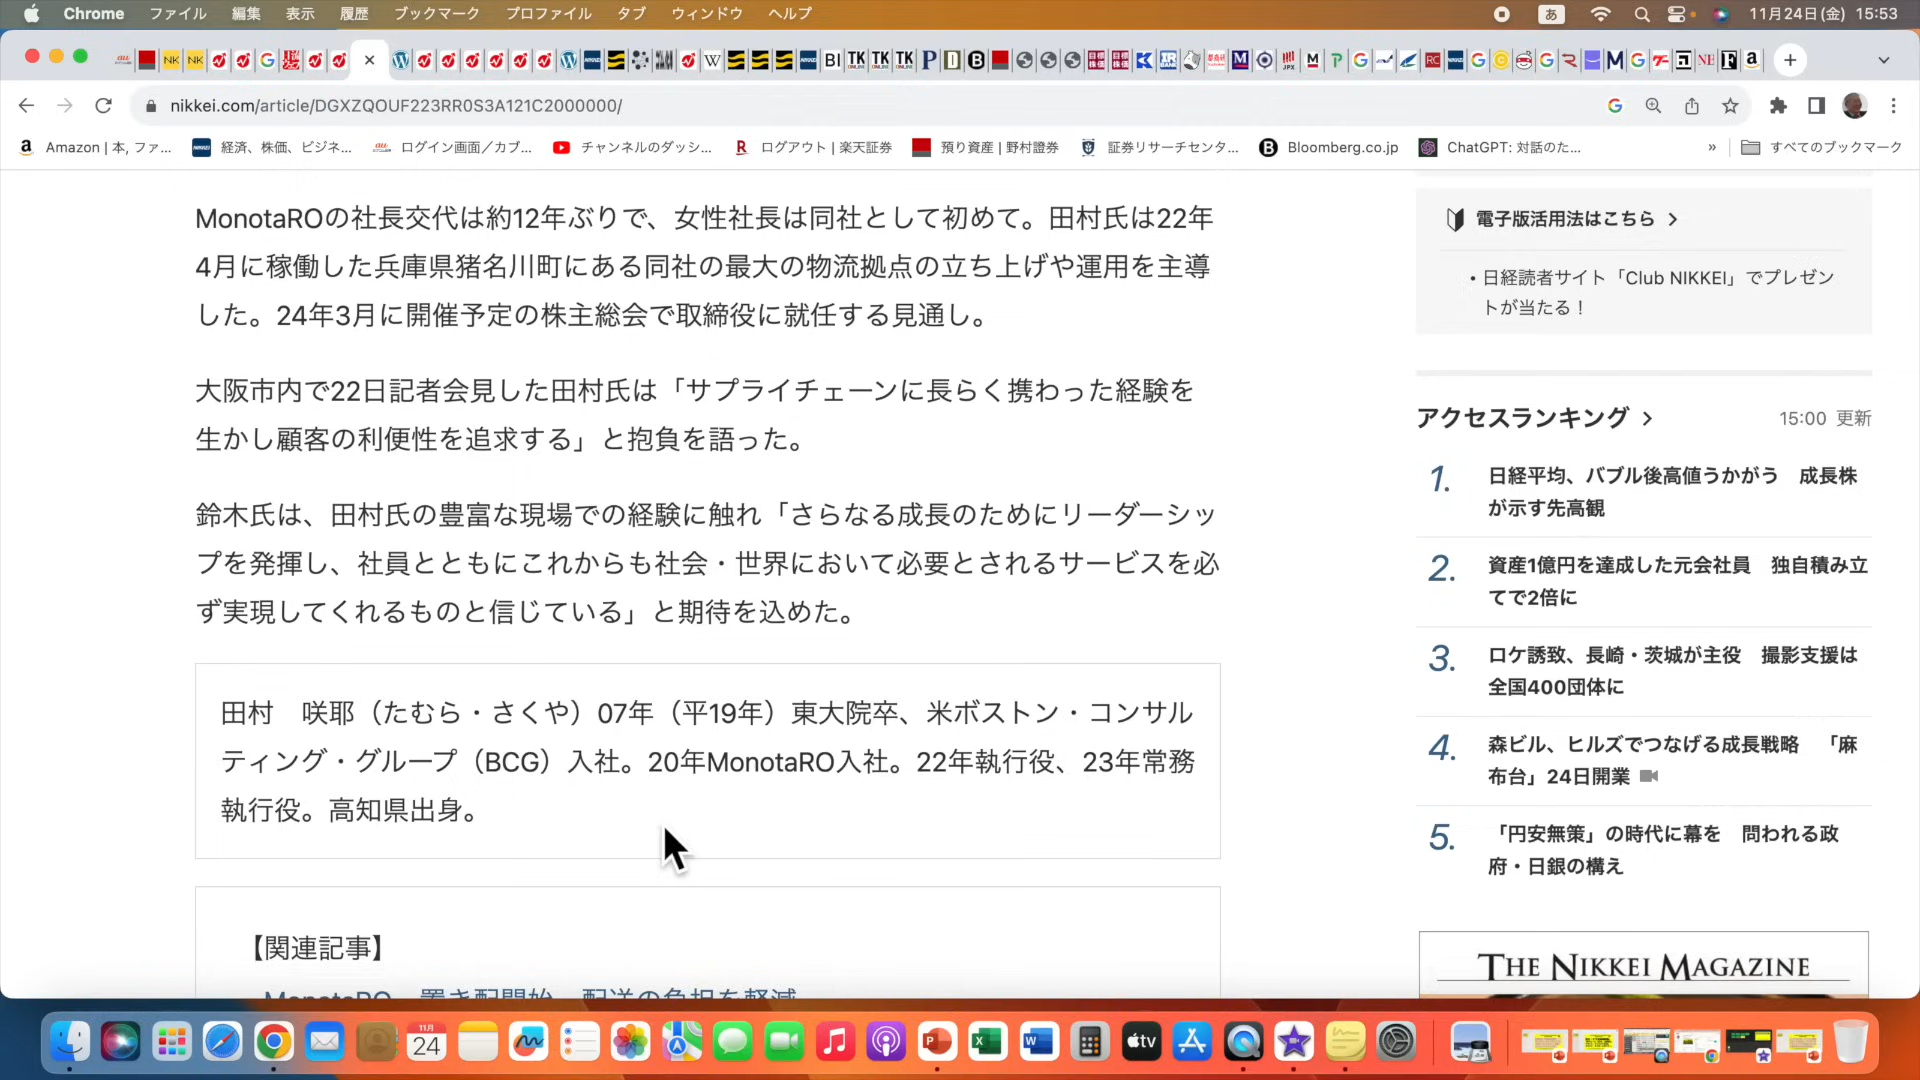 Chrome ファイル 編集 表示 履歴 ブックマーク プロファイル タブ ウィンドウ ヘルプ あ 11月24日(金) 15:53
nikkei.com/article/DGXZQOUF223RR0S3A121C2000000/
Amazon | 本, ファ... 経済、株価、ビジネ... ログイン画面／カブ... チャンネルのダッシ... ログアウト | 楽天証券 預り資産 | 野村證券 証券リサーチセンタ... Bloomberg.co.jp ChatGPT: 対話のた... » すべてのブックマーク
MonotaROの社長交代は約12年ぶりで、女性社長は同社として初めて。田村氏は22年
4月に稼働した兵庫県猪名川町にある同社の最大の物流拠点の立ち上げや運用を主導
した。24年3月に開催予定の株主総会で取締役に就任する見通し。
大阪市内で22日記者会見した田村氏は「サプライチェーンに長らく携わった経験を
生かし顧客の利便性を追求する」と抱負を語った。
鈴木氏は、田村氏の豊富な現場での経験に触れ「さらなる成長のためにリーダーシッ
プを発揮し、社員とともにこれからも社会・世界において必要とされるサービスを必
ず実現してくれるものと信じている」と期待を込めた。
田村　咲耶（たむら・さくや）07年（平19年）東大院卒、米ボストン・コンサル
ティング・グループ（BCG）入社。20年MonotaRO入社。22年執行役、23年常務
執行役。高知県出身。
【関連記事】
MonotaRO、置き配開始　配送の負担を軽減
電子版活用法はこちら
• 日経読者サイト「Club NIKKEI」でプレゼン
トが当たる！
アクセスランキング 15:00 更新
1. 日経平均、バブル後高値うかがう　成長株
が示す先高観
2. 資産1億円を達成した元会社員　独自積み立
てで2倍に
3. ロケ誘致、長崎・茨城が主役　撮影支援は
全国400団体に
4. 森ビル、ヒルズでつなげる成長戦略　「麻
布台」24日開業
5. 「円安無策」の時代に幕を　問われる政
府・日銀の構え
THE NIKKEI MAGAZINE
11月
24
tv